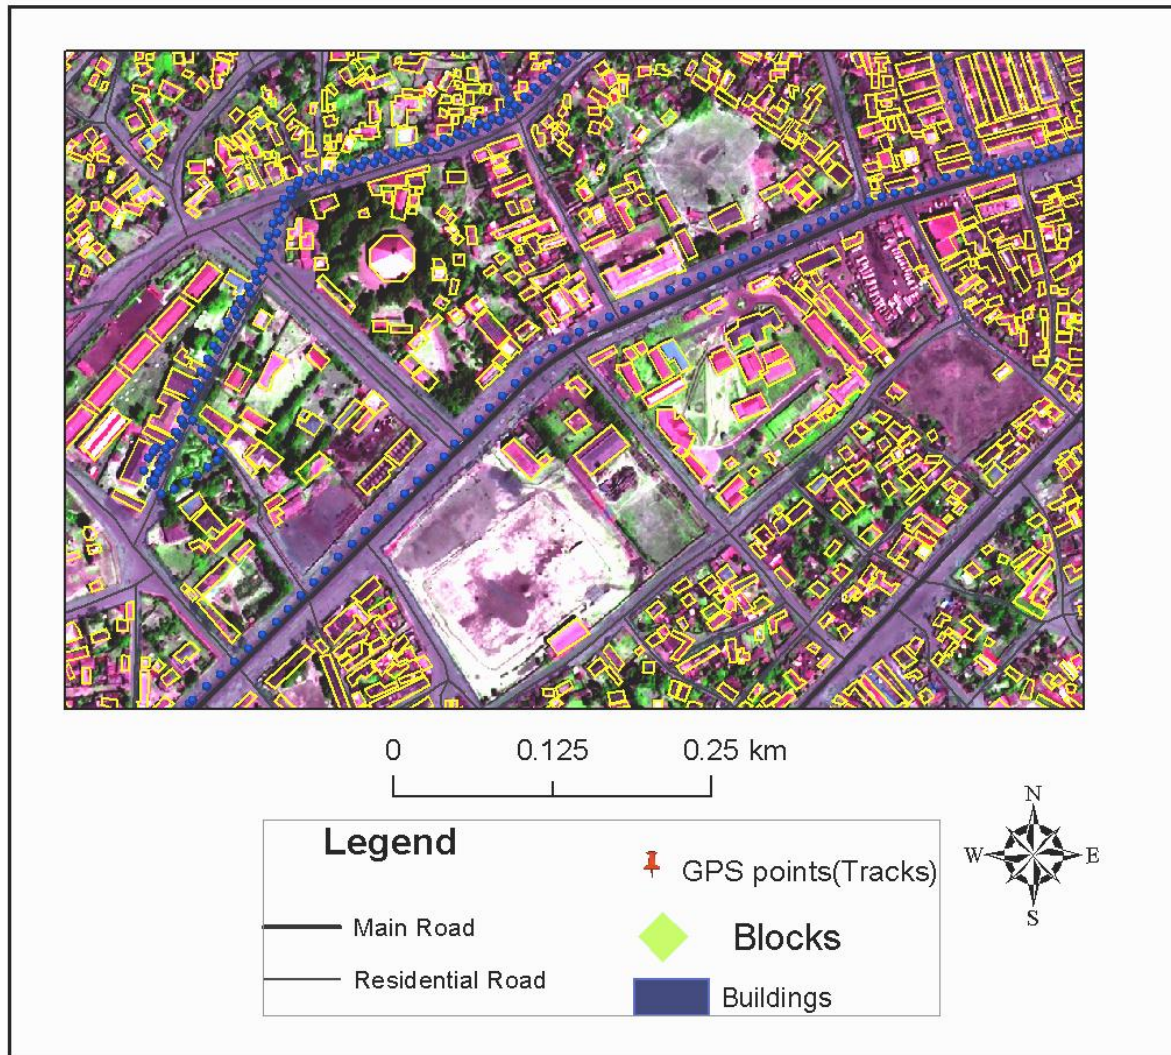 0 0.125 0.25 km
N
W E
S
Legend
GPS points(Tracks)
Main Road
Blocks
Residential Road
Buildings